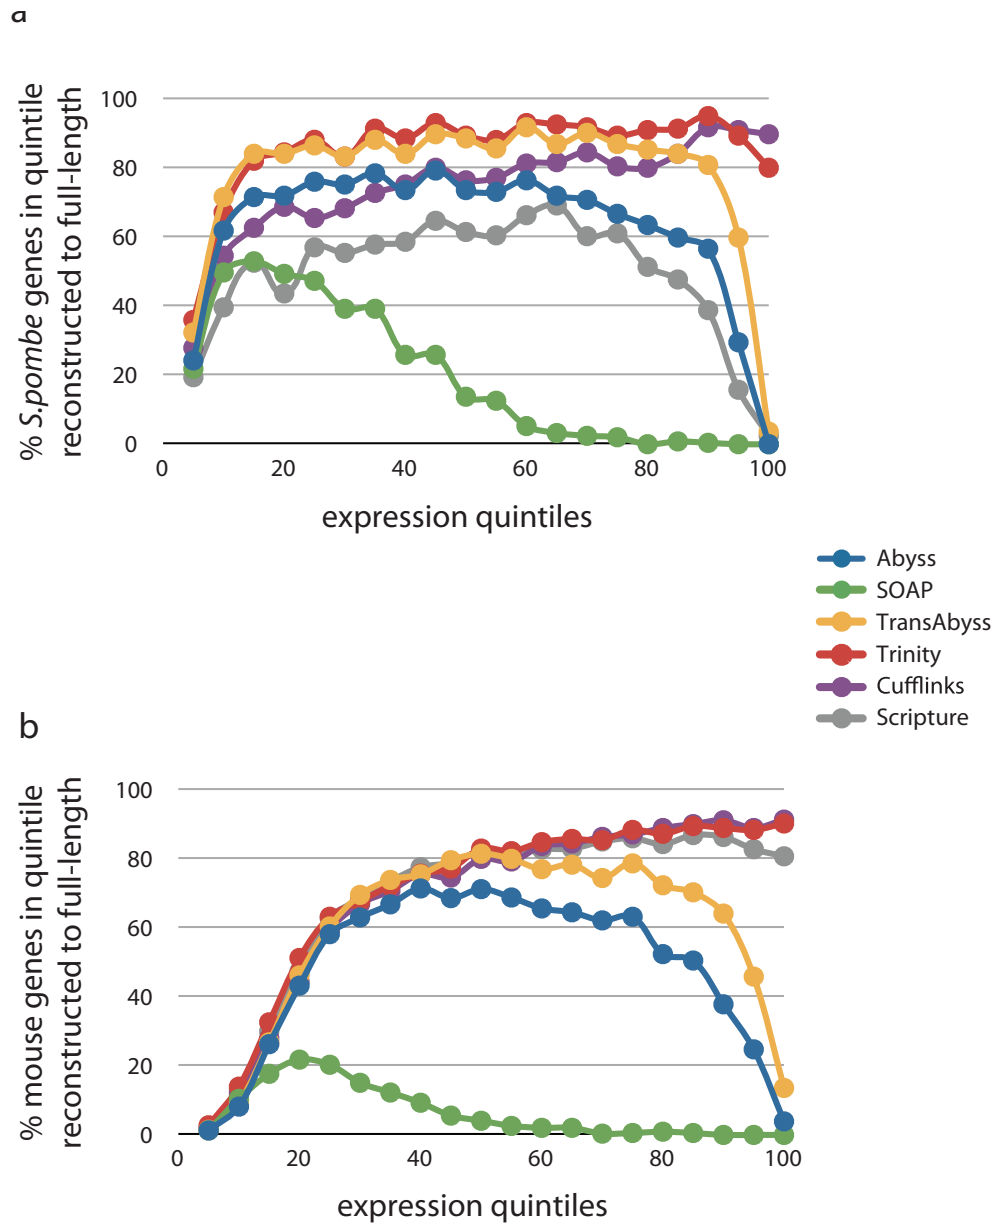 a
% S.pombe genes in quintile
reconstructed to full-length
100
80
60
40
20
0
0 20 40 60 80 100
expression quintiles
Abyss
SOAP
TransAbyss
Trinity
Cufflinks
Scripture
b
% mouse genes in quintile
reconstructed to full-length
100
80
60
40
20
0
0 20 40 60 80 100
expression quintiles